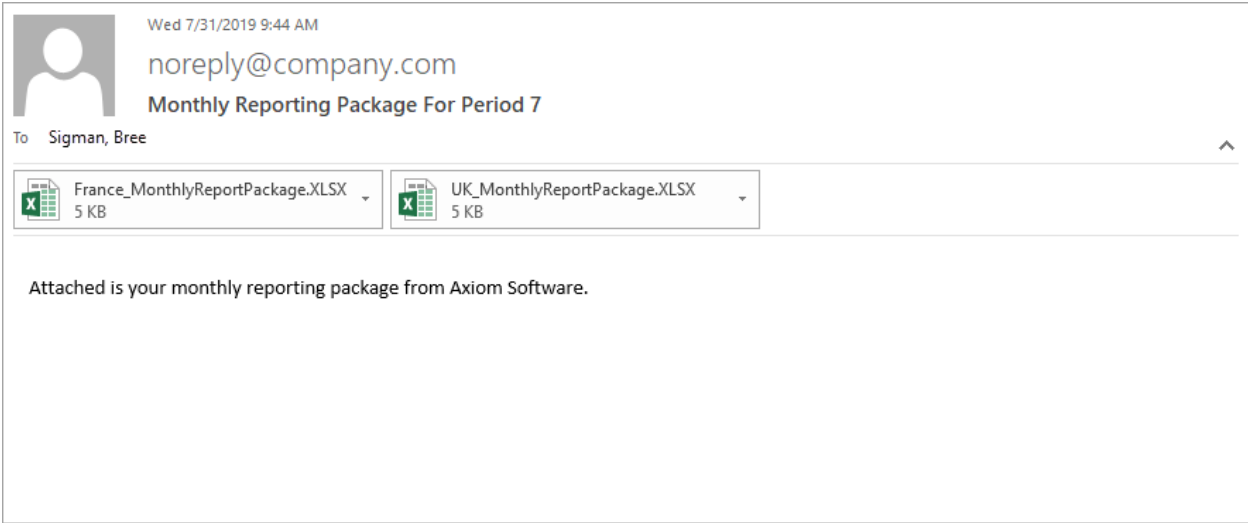 Wed 7/31/2019 9:44 AM
noreply@company.com
Monthly Reporting Package For Period 7
To Sigman, Bree
France_MonthlyReportPackage.XLSX
5 KB
UK_MonthlyReportPackage.XLSX
5 KB
Attached is your monthly reporting package from Axiom Software.